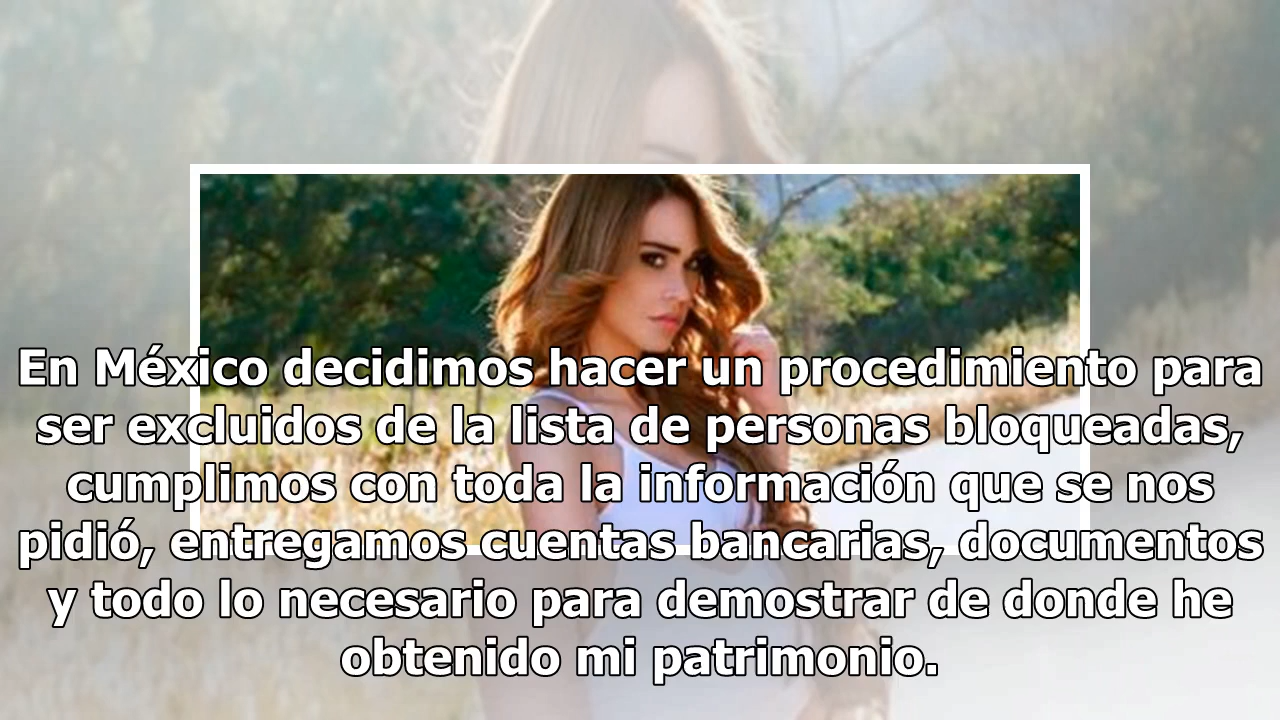 En México decidimos hacer un procedimiento para
ser excluidos de la lista de personas bloqueadas,
cumplimos con toda la información que se nos
pidió, entregamos cuentas bancarias, documentos
y todo lo necesario para demostrar de donde he
obtenido mi patrimonio.